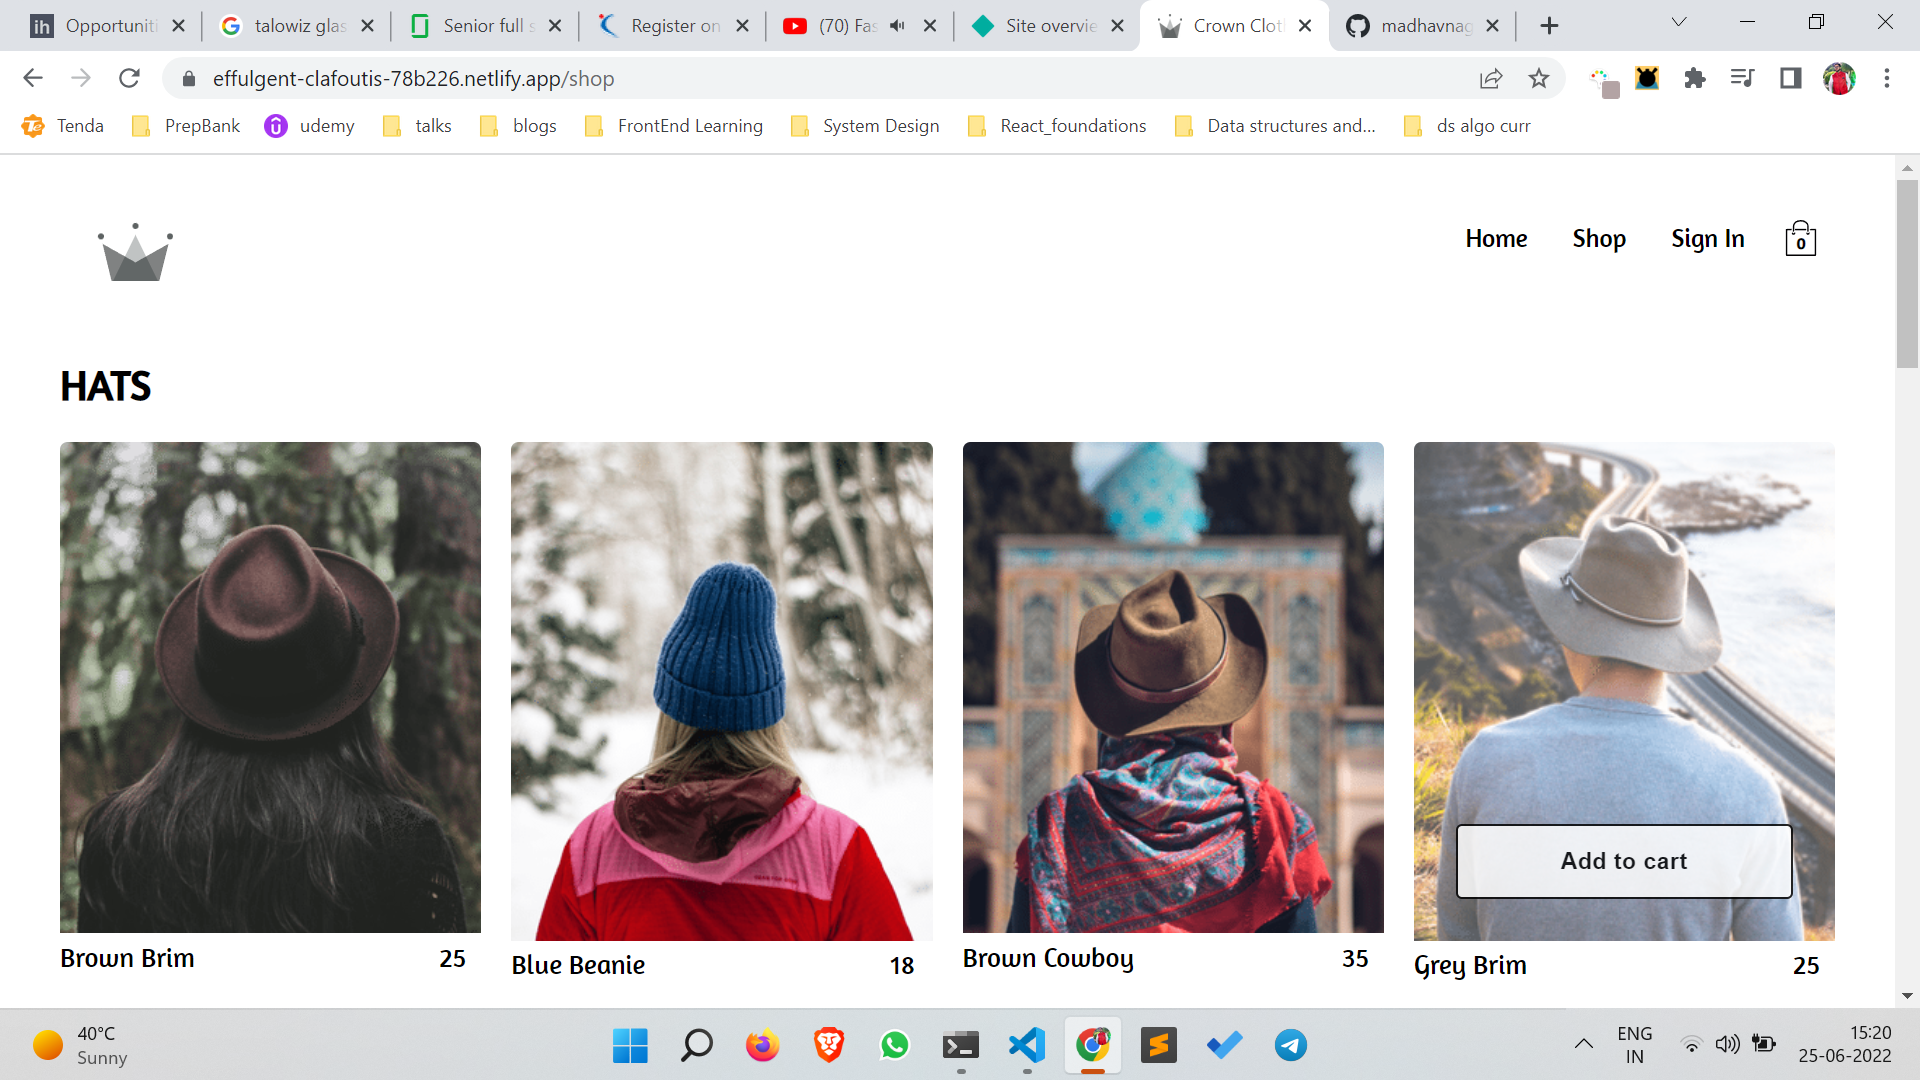 Opportuniti
talowiz glas
Senior full s
Register on
(70) Fas
Site overvie
Crown Clot
madhavnag
effulgent-clafoutis-78b226.netlify.app/shop
Tenda
PrepBank
udemy
talks
blogs
FrontEnd Learning
System Design
React_foundations
Data structures and...
ds algo curr
Home
Shop
Sign In
0
HATS
Add to cart
Brown Brim 25
Blue Beanie 18
Brown Cowboy 35
Grey Brim 25
40°C
Sunny
ENG
IN
15:20
25-06-2022